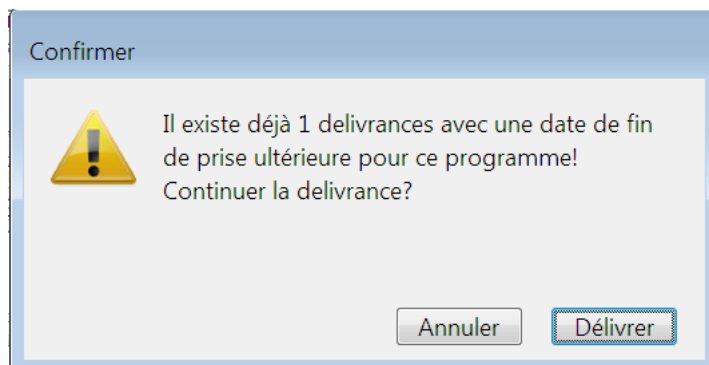 Confirmer
Il existe déjà 1 delivrances avec une date de fin
de prise ultérieure pour ce programme!
Continuer la delivrance?
Annuler
Délivrer